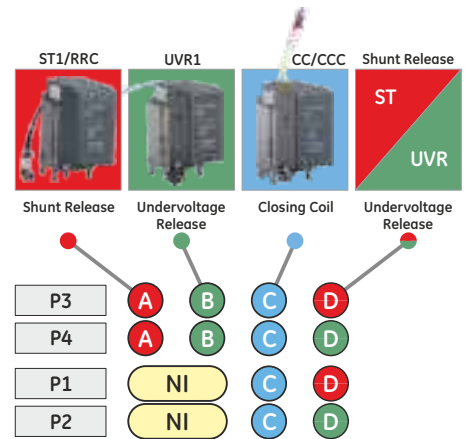 ST1/RRC UVR1 CC/CCC Shunt Release
ST
UVR
Shunt Release Undervoltage Release Closing Coil Undervoltage Release
P3 A B C D
P4 A B C D
P1 NI C D
P2 NI C D